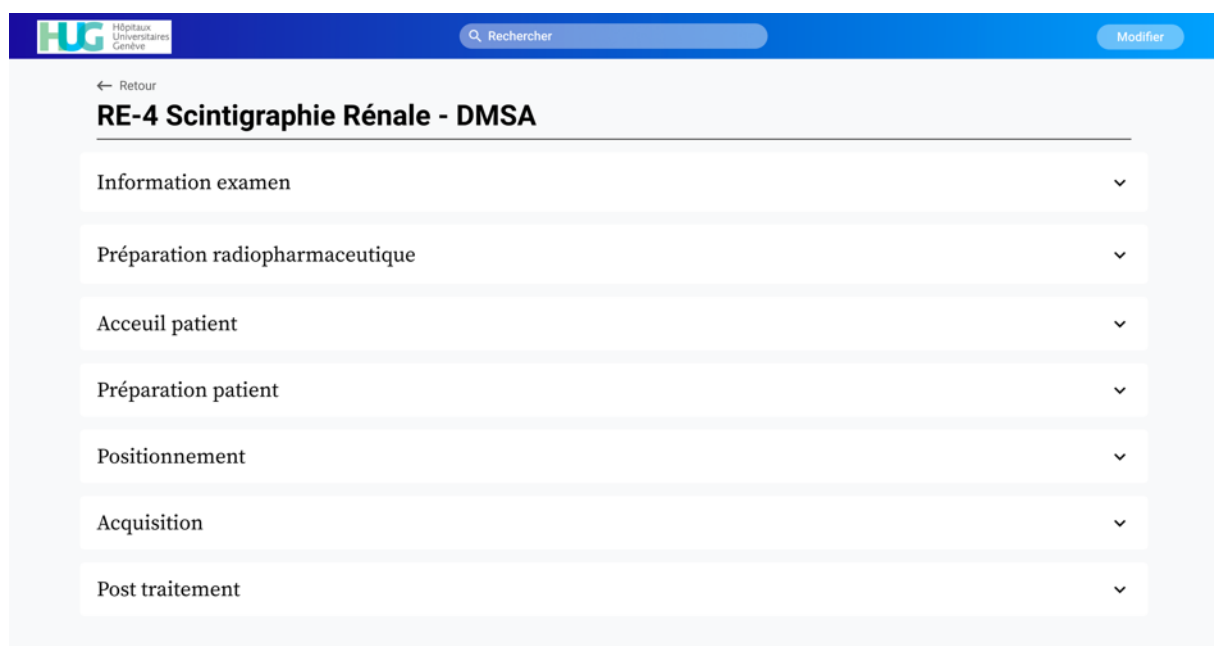 HUG
Hôpitaux
Universitaires
Genève
Rechercher
Modifier
← Retour
RE-4 Scintigraphie Rénale - DMSA
Information examen
Préparation radiopharmaceutique
Acceuil patient
Préparation patient
Positionnement
Acquisition
Post traitement